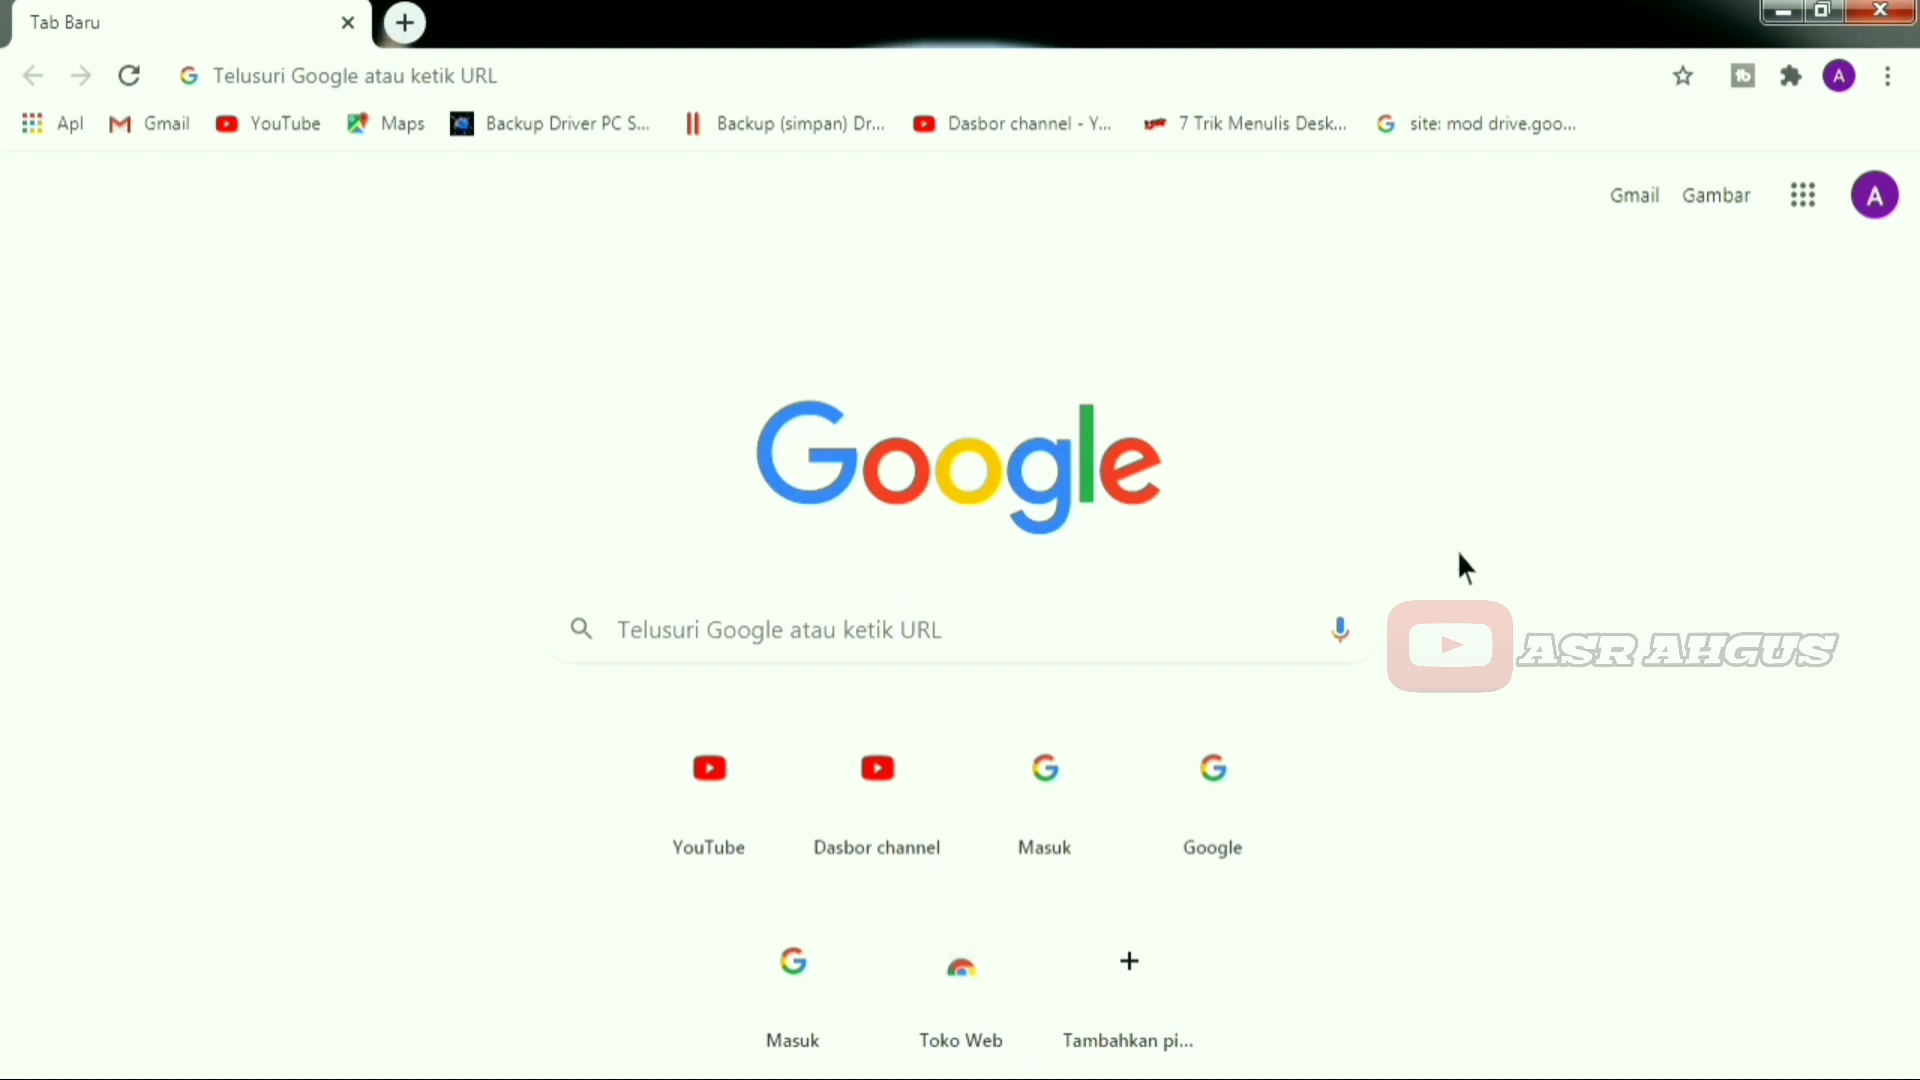 Tab Baru
Telusuri Google atau ketik URL
A
Apl
Gmail
YouTube
Maps
Backup Driver PC S...
Backup (simpan) Dr...
Dasbor channel - Y...
7 Trik Menulis Desk...
site: mod drive.goo...
Gmail
Gambar
A
Google
Telusuri Google atau ketik URL
ASR AHGUS
YouTube
Dasbor channel
Masuk
Google
Masuk
Toko Web
Tambahkan pi...